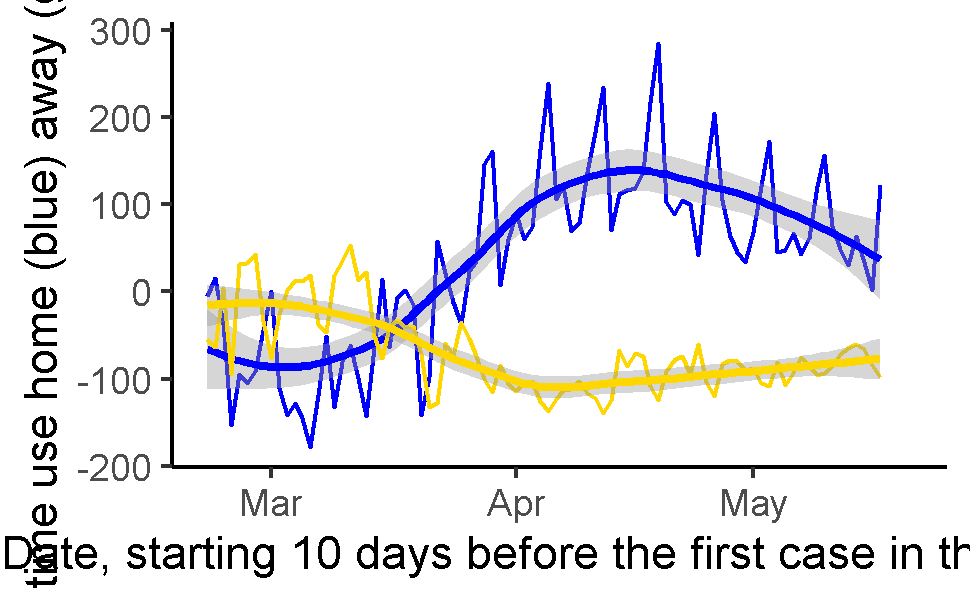 time use home (blue) away (
300
200
100
0
-100
-200
Mar
Apr
May
Date, starting 10 days before the first case in th